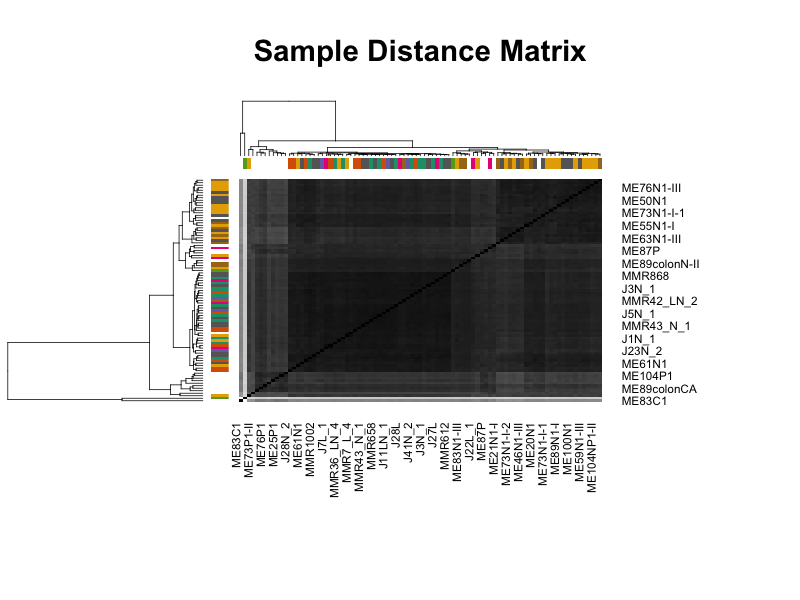 Sample Distance Matrix
ME76N1-III
ME50N1
ME73N1-I-1
ME55N1-I
ME63N1-III
ME87P
ME89colonN-II
MMR868
J3N_1
MMR42_LN_2
J5N_1
MMR43_N_1
J1N_1
J23N_2
ME61N1
ME104P1
ME89colonCA
ME83C1
ME83C1
ME73P1-II
ME76P1
ME25P1
J28N_2
ME61N1
MMR1002
J7L_1
MMR36_LN_4
MMR7_L_4
MMR43_N_1
MMR658
J11LN_1
J28L
J41N_2
J3N_1
J27L
MMR612
ME83N1-III
J22L_1
ME87P
ME21N1-I
ME73N1-I-2
ME46N1-III
ME20N1
ME73N1-I-1
ME89N1-I
ME100N1
ME59N1-III
ME104NP1-II